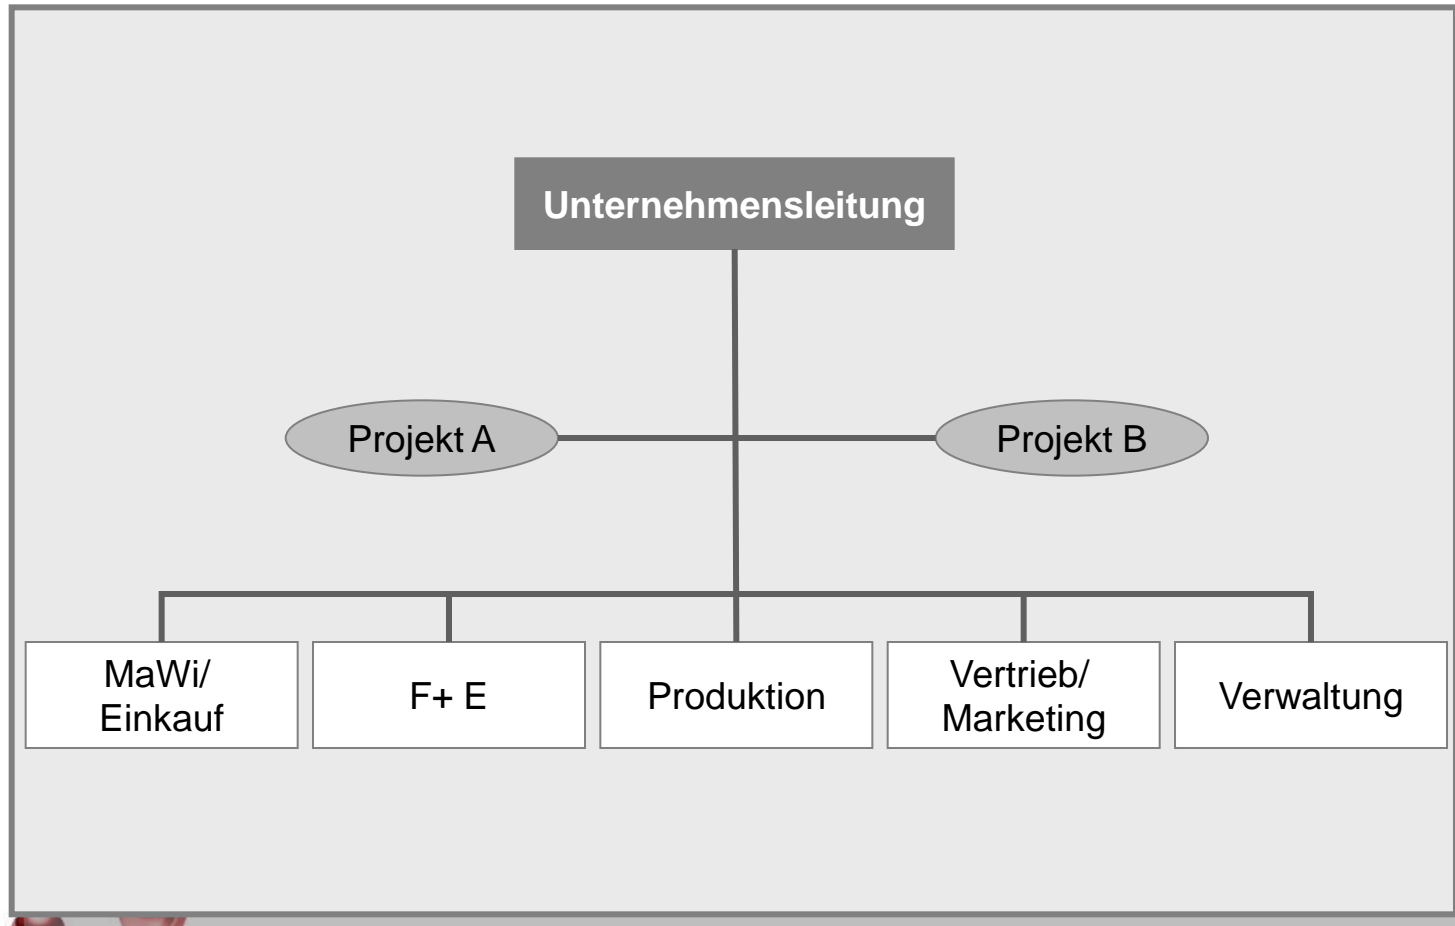 Unternehmensleitung
Projekt A
Projekt B
MaWi/
Einkauf
F+ E
Produktion
Vertrieb/
Marketing
Verwaltung